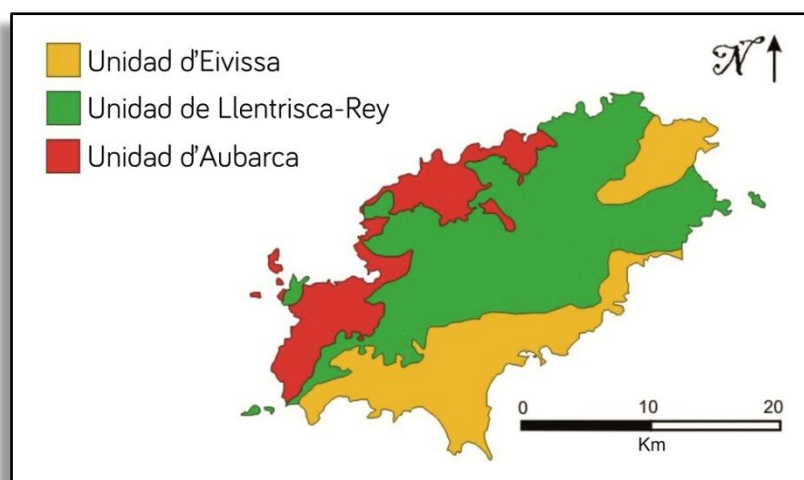 Unidad d'Eivissa
Unidad de Llentrisca-Rey
Unidad d'Aubarca
N
0 10 20
Km